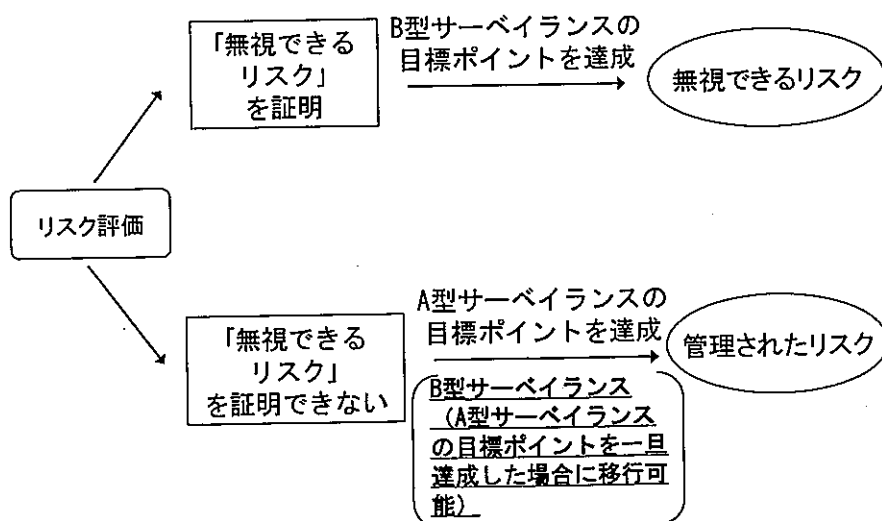 「無視できる
リスク」
を証明
B型サーベイランスの
目標ポイントを達成
無視できるリスク
リスク評価
「無視できる
リスク」
を証明できない
A型サーベイランスの
目標ポイントを達成
管理されたリスク
B型サーベイランス
（A型サーベイランス
の目標ポイントを一旦
達成した場合に移行可
能）